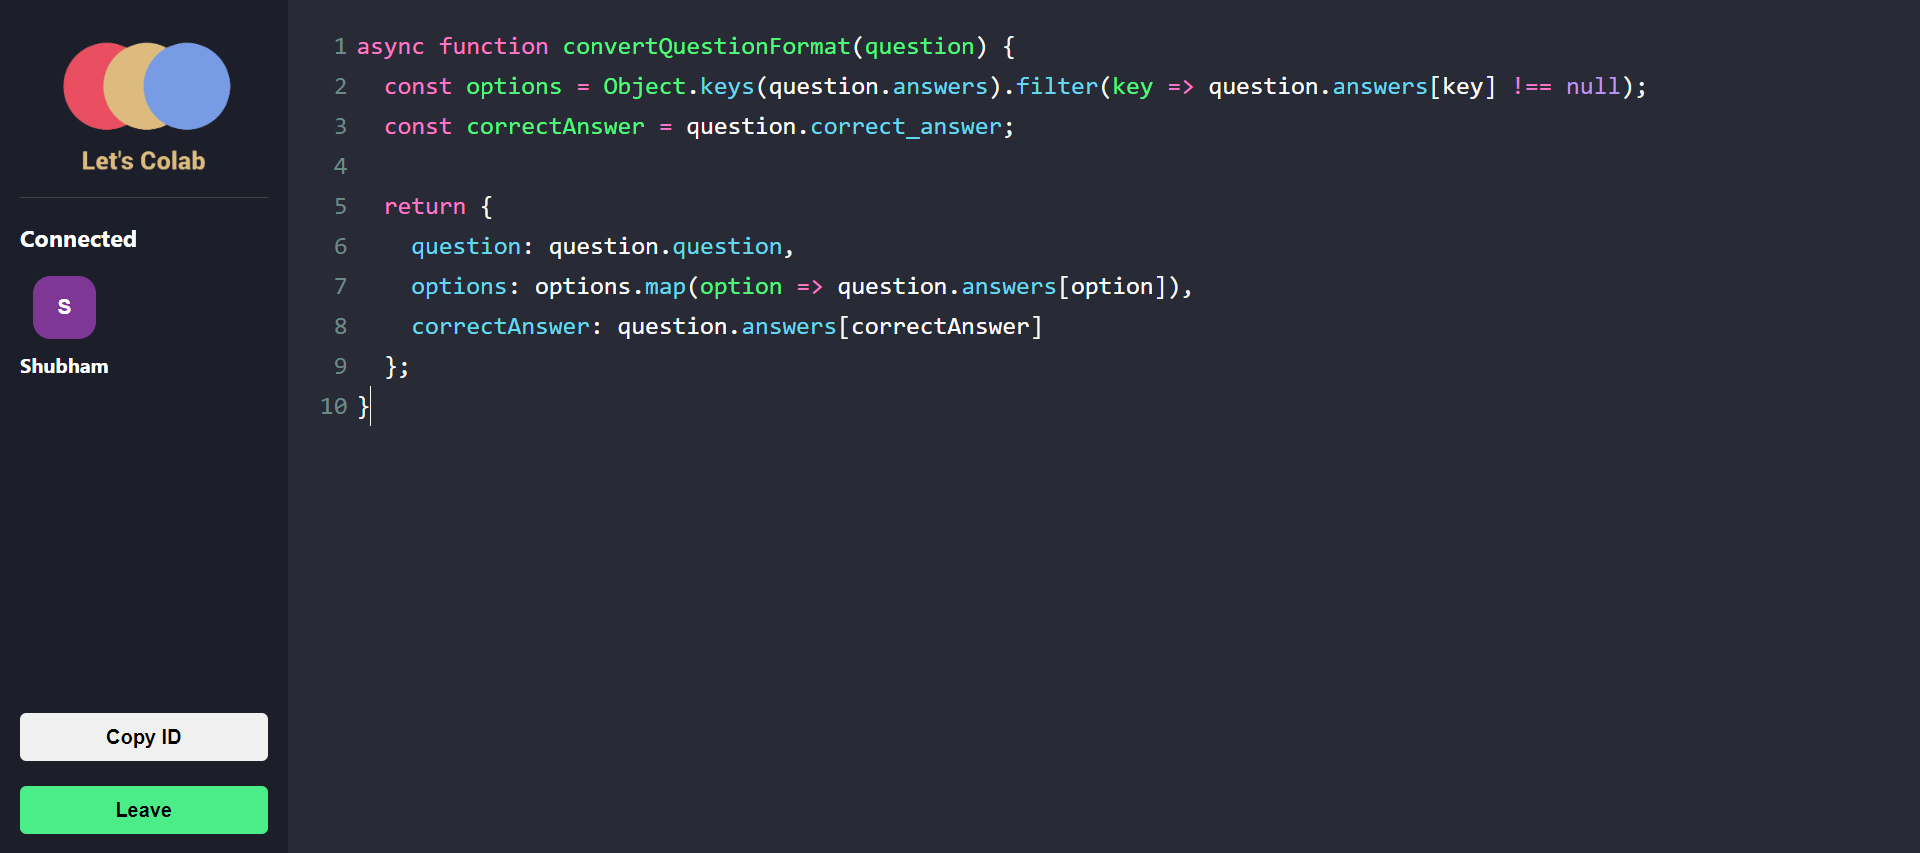 Let's Colab
Connected
S
Shubham
Copy ID
Leave
1 async function convertQuestionFormat(question) {
2   const options = Object.keys(question.answers).filter(key => question.answers[key] !== null);
3   const correctAnswer = question.correct_answer;
4
5   return {
6     question: question.question,
7     options: options.map(option => question.answers[option]),
8     correctAnswer: question.answers[correctAnswer]
9   };
10 }